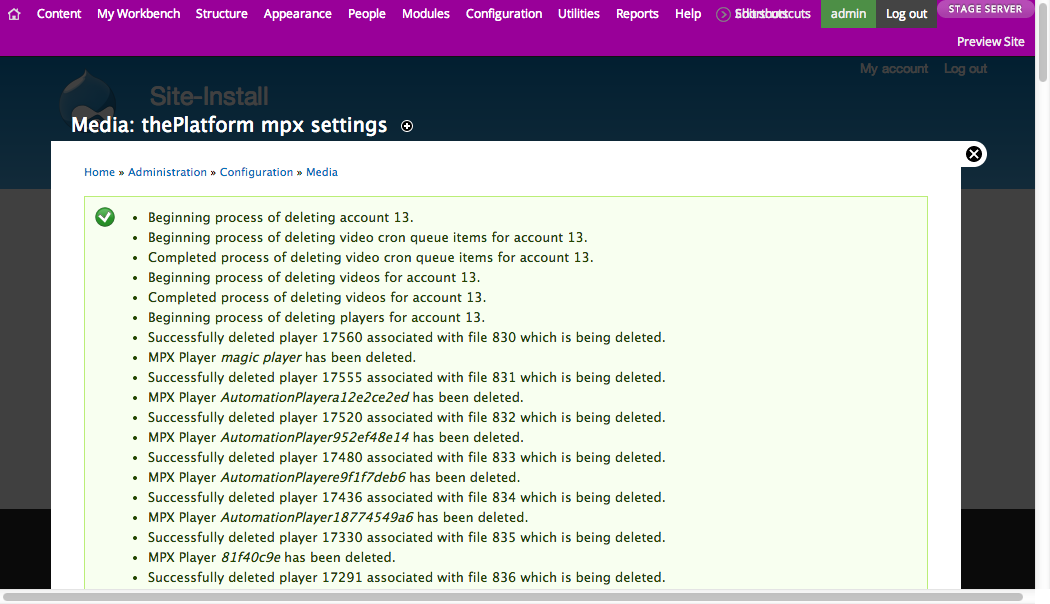 Content My Workbench Structure Appearance People Modules Configuration Utilities Reports Help admin Log out STAGE SERVER
Preview Site
My account Log out
Site-Install
Media: thePlatform mpx settings
Home » Administration » Configuration » Media
Beginning process of deleting account 13.
Beginning process of deleting video cron queue items for account 13.
Completed process of deleting video cron queue items for account 13.
Beginning process of deleting videos for account 13.
Completed process of deleting videos for account 13.
Beginning process of deleting players for account 13.
Successfully deleted player 17560 associated with file 830 which is being deleted.
MPX Player magic player has been deleted.
Successfully deleted player 17555 associated with file 831 which is being deleted.
MPX Player AutomationPlayera12e2ce2ed has been deleted.
Successfully deleted player 17520 associated with file 832 which is being deleted.
MPX Player AutomationPlayer952ef48e14 has been deleted.
Successfully deleted player 17480 associated with file 833 which is being deleted.
MPX Player AutomationPlayere9f1f7deb6 has been deleted.
Successfully deleted player 17436 associated with file 834 which is being deleted.
MPX Player AutomationPlayer18774549a6 has been deleted.
Successfully deleted player 17330 associated with file 835 which is being deleted.
MPX Player 81f40c9e has been deleted.
Successfully deleted player 17291 associated with file 836 which is being deleted.